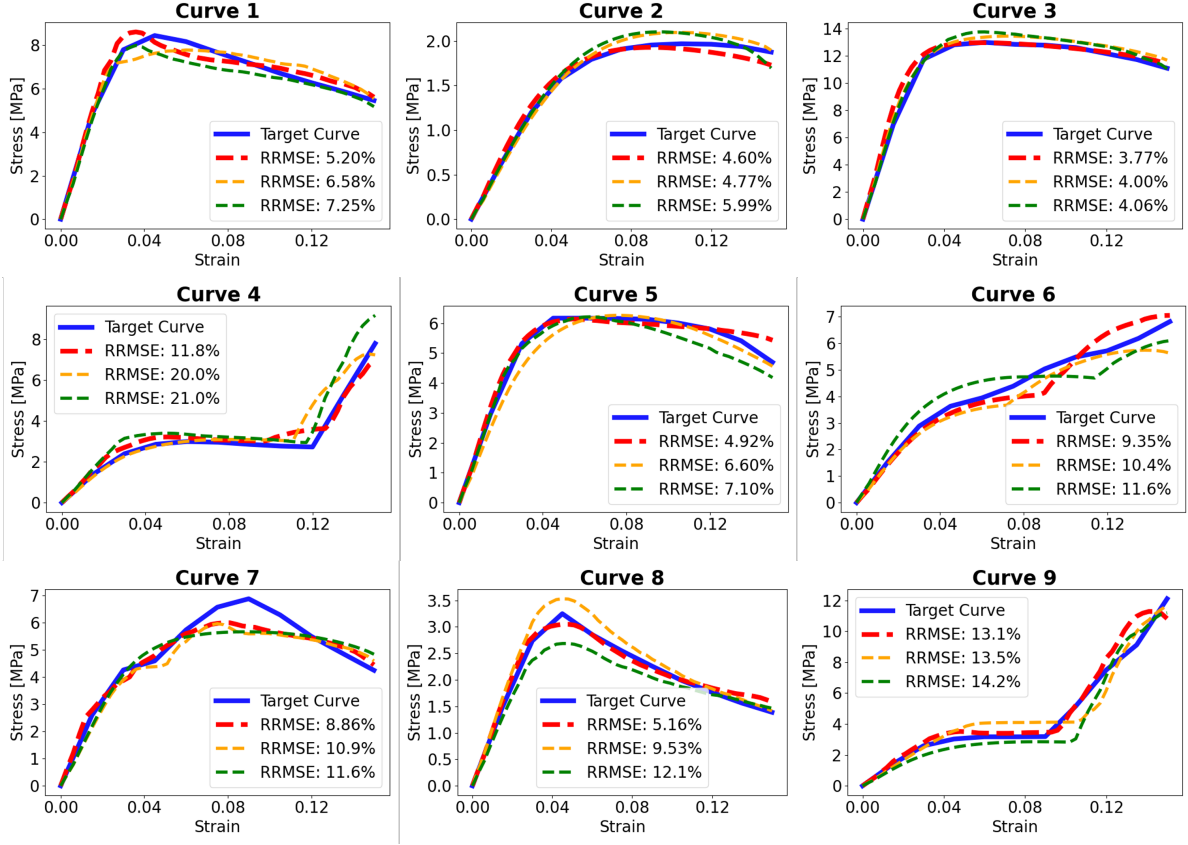 Curve 1
Stress [MPa]
8
6
4
2
0
Target Curve
RRMSE: 5.20%
RRMSE: 6.58%
RRMSE: 7.25%
0.00 0.04 0.08 0.12
Strain
Curve 2
Stress [MPa]
2.0
1.5
1.0
0.5
0.0
Target Curve
RRMSE: 4.60%
RRMSE: 4.77%
RRMSE: 5.99%
0.00 0.04 0.08 0.12
Strain
Curve 3
Stress [MPa]
14
12
10
8
6
4
2
0
Target Curve
RRMSE: 3.77%
RRMSE: 4.00%
RRMSE: 4.06%
0.00 0.04 0.08 0.12
Strain
Curve 4
Stress [MPa]
8
6
4
2
0
Target Curve
RRMSE: 11.8%
RRMSE: 20.0%
RRMSE: 21.0%
0.00 0.04 0.08 0.12
Strain
Curve 5
Stress [MPa]
6
5
4
3
2
1
0
Target Curve
RRMSE: 4.92%
RRMSE: 6.60%
RRMSE: 7.10%
0.00 0.04 0.08 0.12
Strain
Curve 6
Stress [MPa]
7
6
5
4
3
2
1
0
Target Curve
RRMSE: 9.35%
RRMSE: 10.4%
RRMSE: 11.6%
0.00 0.04 0.08 0.12
Strain
Curve 7
Stress [MPa]
7
6
5
4
3
2
1
0
Target Curve
RRMSE: 8.86%
RRMSE: 10.9%
RRMSE: 11.6%
0.00 0.04 0.08 0.12
Strain
Curve 8
Stress [MPa]
3.5
3.0
2.5
2.0
1.5
1.0
0.5
0.0
Target Curve
RRMSE: 5.16%
RRMSE: 9.53%
RRMSE: 12.1%
0.00 0.04 0.08 0.12
Strain
Curve 9
Stress [MPa]
12
10
8
6
4
2
0
Target Curve
RRMSE: 13.1%
RRMSE: 13.5%
RRMSE: 14.2%
0.00 0.04 0.08 0.12
Strain